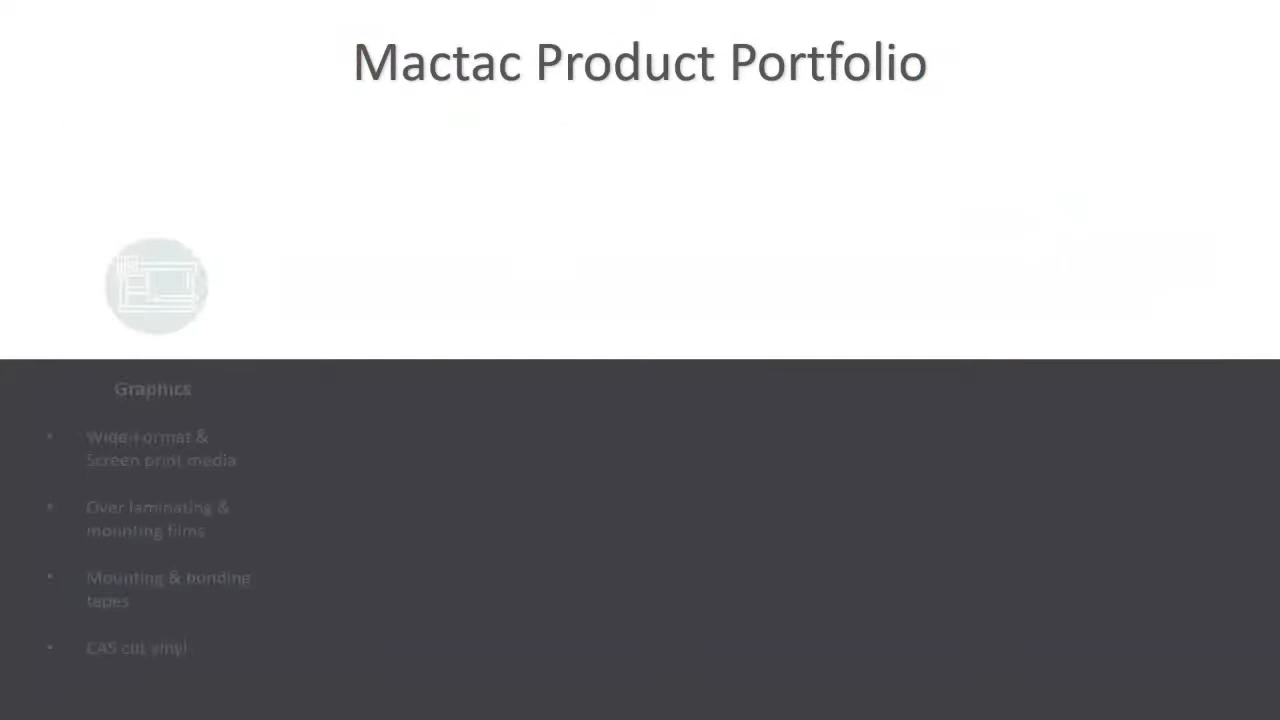 Mactac Product Portfolio
Graphics
• Wide-Format &
Screen print media
• Over laminating &
mounting films
• Mounting & bonding
tapes
• CAS cut vinyl